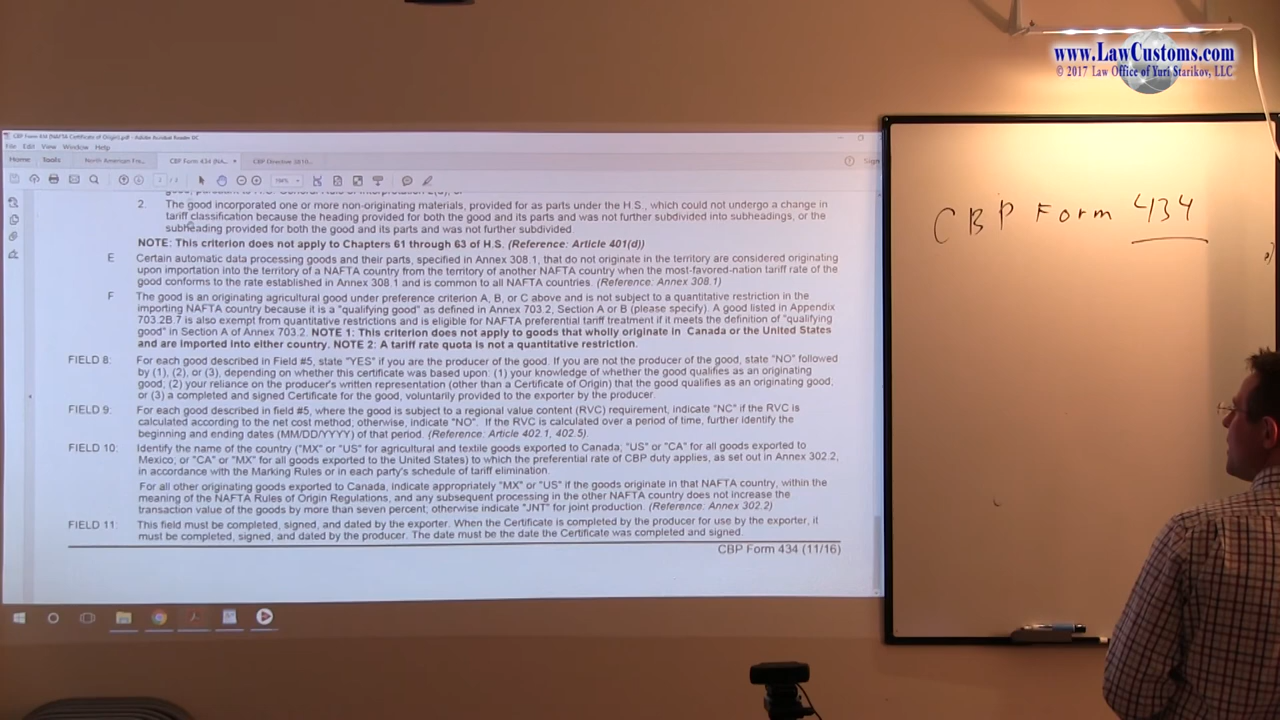 www.LawCustoms.com
© 2017 Law Office of Yuri Starikov, LLC
CBP Form 434 (NAFTA Certificate of Origin).pdf - Adobe Acrobat Reader DC
File Edit View Window Help
Home Tools North American Fre... CBP Form 434 (NA... × CBP Directive 3810... Sign
2.
The good incorporated one or more non-originating materials, provided for as parts under the H.S., which could not undergo a change in
tariff classification because the heading provided for both the good and its parts and was not further subdivided into subheadings, or the
subheading provided for both the good and its parts and was not further subdivided.
NOTE: This criterion does not apply to Chapters 61 through 63 of H.S. (Reference: Article 401(d))
E Certain automatic data processing goods and their parts, specified in Annex 308.1, that do not originate in the territory are considered originating
upon importation into the territory of a NAFTA country from the territory of another NAFTA country when the most-favored-nation tariff rate of the
good conforms to the rate established in Annex 308.1 and is common to all NAFTA countries. (Reference: Annex 308.1)
F The good is an originating agricultural good under preference criterion A, B, or C above and is not subject to a quantitative restriction in the
importing NAFTA country because it is a "qualifying good" as defined in Annex 703.2, Section A or B (please specify). A good listed in Appendix
703.2B.7 is also exempt from quantitative restrictions and is eligible for NAFTA preferential tariff treatment if it meets the definition of "qualifying
good" in Section A of Annex 703.2. NOTE 1: This criterion does not apply to goods that wholly originate in Canada or the United States
and are imported into either country. NOTE 2: A tariff rate quota is not a quantitative restriction.
FIELD 8: For each good described in Field #5, state "YES" if you are the producer of the good. If you are not the producer of the good, state "NO" followed
by (1), (2), or (3), depending on whether this certificate was based upon: (1) your knowledge of whether the good qualifies as an originating
good; (2) your reliance on the producer's written representation (other than a Certificate of Origin) that the good qualifies as an originating good;
or (3) a completed and signed Certificate for the good, voluntarily provided to the exporter by the producer.
FIELD 9: For each good described in field #5, where the good is subject to a regional value content (RVC) requirement, indicate "NC" if the RVC is
calculated according to the net cost method; otherwise, indicate "NO". If the RVC is calculated over a period of time, further identify the
beginning and ending dates (MM/DD/YYYY) of that period. (Reference: Article 402.1, 402.5).
FIELD 10: Identify the name of the country ("MX" or "US" for agricultural and textile goods exported to Canada; "US" or "CA" for all goods exported to
Mexico; or "CA" or "MX" for all goods exported to the United States) to which the preferential rate of CBP duty applies, as set out in Annex 302.2,
in accordance with the Marking Rules or in each party's schedule of tariff elimination.
For all other originating goods exported to Canada, indicate appropriately "MX" or "US" if the goods originate in that NAFTA country, within the
meaning of the NAFTA Rules of Origin Regulations, and any subsequent processing in the other NAFTA country does not increase the
transaction value of the goods by more than seven percent; otherwise indicate "JNT" for joint production. (Reference: Annex 302.2)
FIELD 11: This field must be completed, signed, and dated by the exporter. When the Certificate is completed by the producer for use by the exporter, it
must be completed, signed, and dated by the producer. The date must be the date the Certificate was completed and signed.
CBP Form 434 (11/16)
CBP Form 434